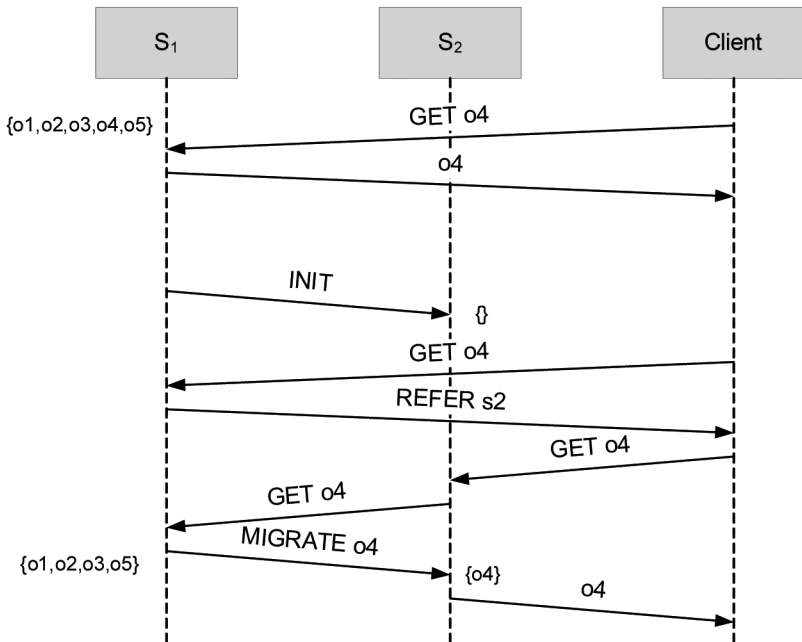 S₁
S₂
Client
{o1,o2,o3,o4,o5}
GET o4
o4
INIT
{}
GET o4
REFER s2
GET o4
GET o4
MIGRATE o4
{o1,o2,o3,o5}
{o4}
o4